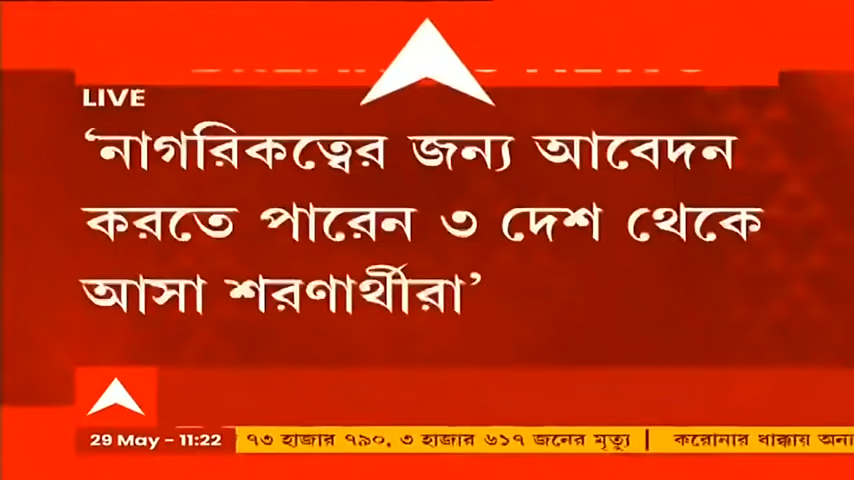 LIVE
‘নাগরিকত্বের জন্য আবেদন
করতে পারেন ৩ দেশ থেকে
আসা শরণার্থীরা’
29 May - 11:22
৭৩ হাজার ৭৯০, ৩ হাজার ৬১৭ জনের মৃত্যু | করোনার ধাক্কায় অন্য